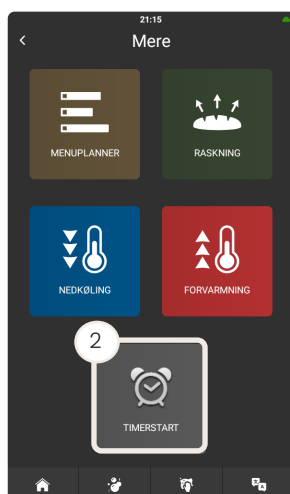 21:15
Mere
MENUPLANNER
RASKNING
NEDKØLING
FORVARMNING
2
TIMERSTART